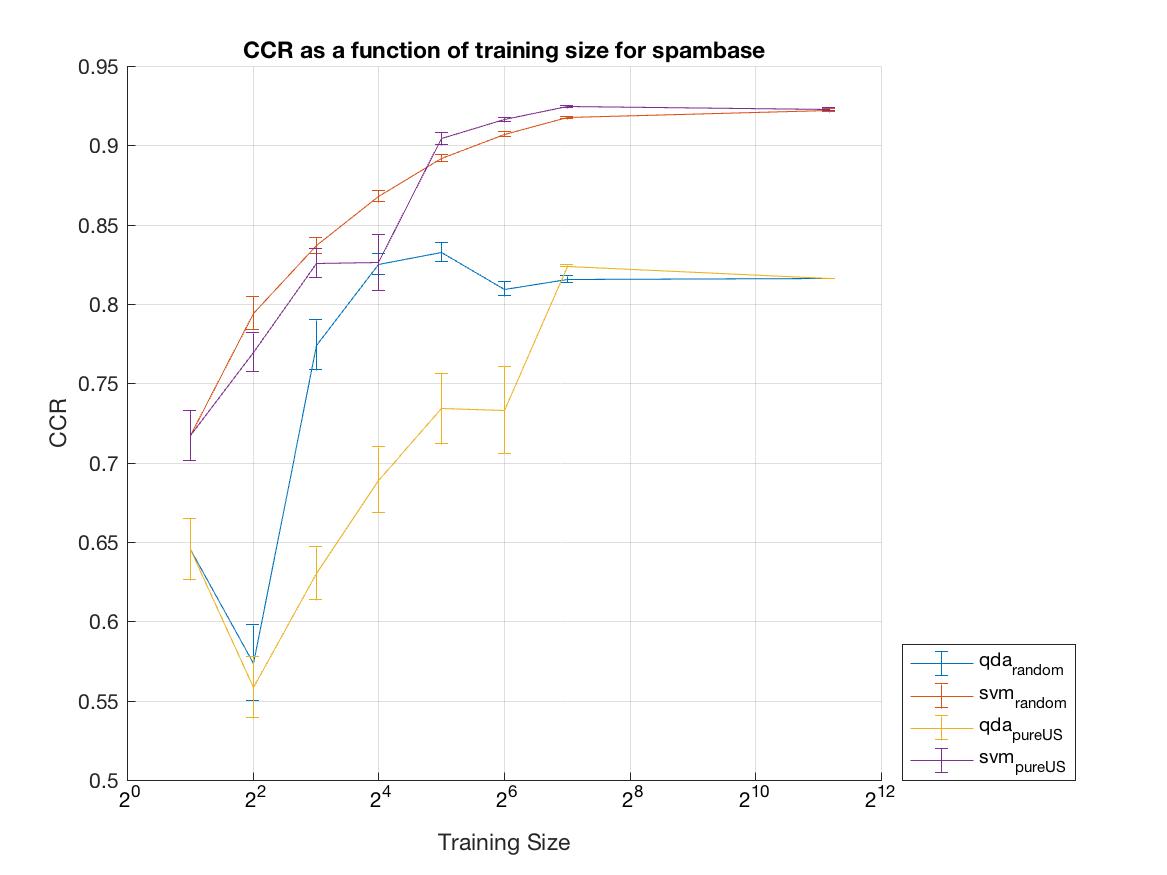 CCR as a function of training size for spambase
0.95
0.9
0.85
0.8
0.75
0.7
0.65
0.6
0.55
0.5
CCR
2^0 2^2 2^4 2^6 2^8 2^10 2^12
Training Size
qda_random
svm_random
qda_pureUS
svm_pureUS